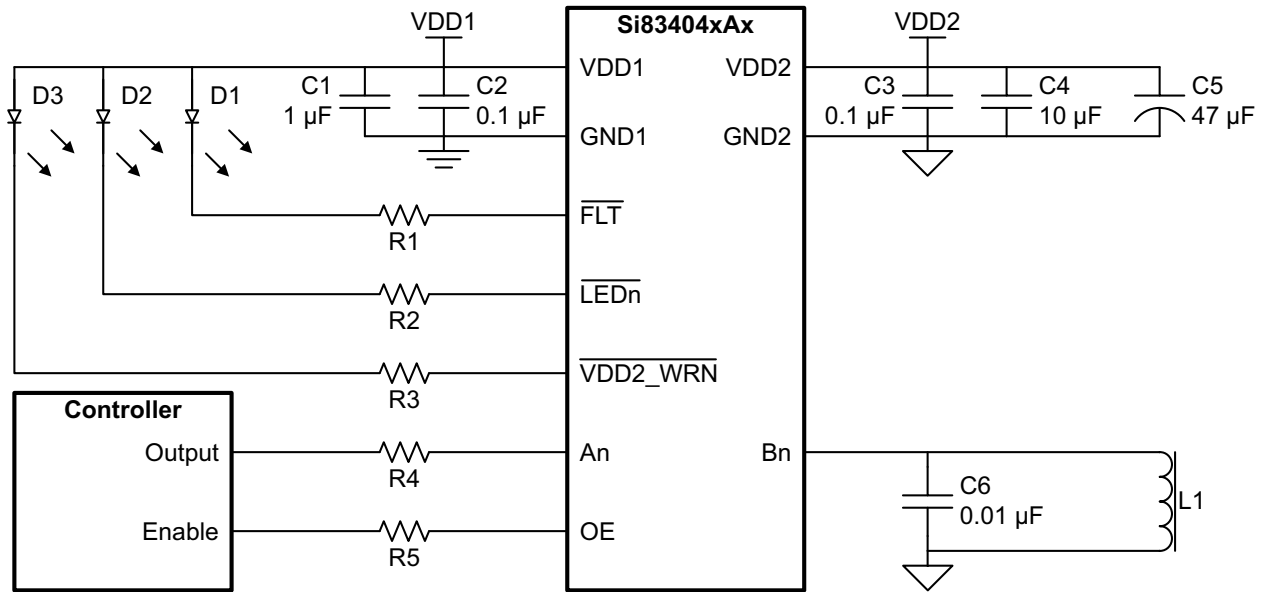 VDD1
Si83404xAx
VDD2
VDD1
VDD2
D3
D2
D1
C1
1 µF
C2
0.1 µF
C3
0.1 µF
C4
10 µF
C5
47 µF
GND1
GND2
FLT
R1
LEDn
R2
VDD2_WRN
R3
Controller
Output
R4
An
Bn
C6
0.01 µF
L1
Enable
R5
OE